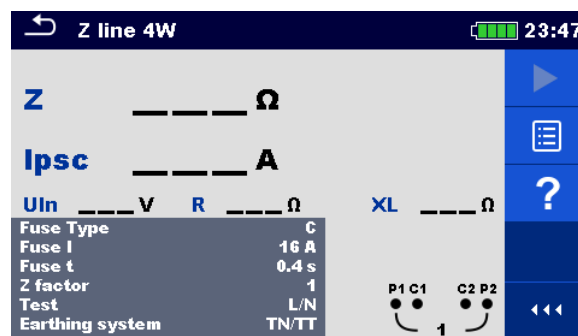 Z line 4W 23:47
Z ___ Ω
Ipsc ___ A
Uln ___ V R ___ Ω XL ___ Ω
Fuse Type C
Fuse I 16 A
Fuse t 0.4 s
Z factor 1
Test L/N
Earthing system TN/TT
P1 C1 C2 P2
1
?